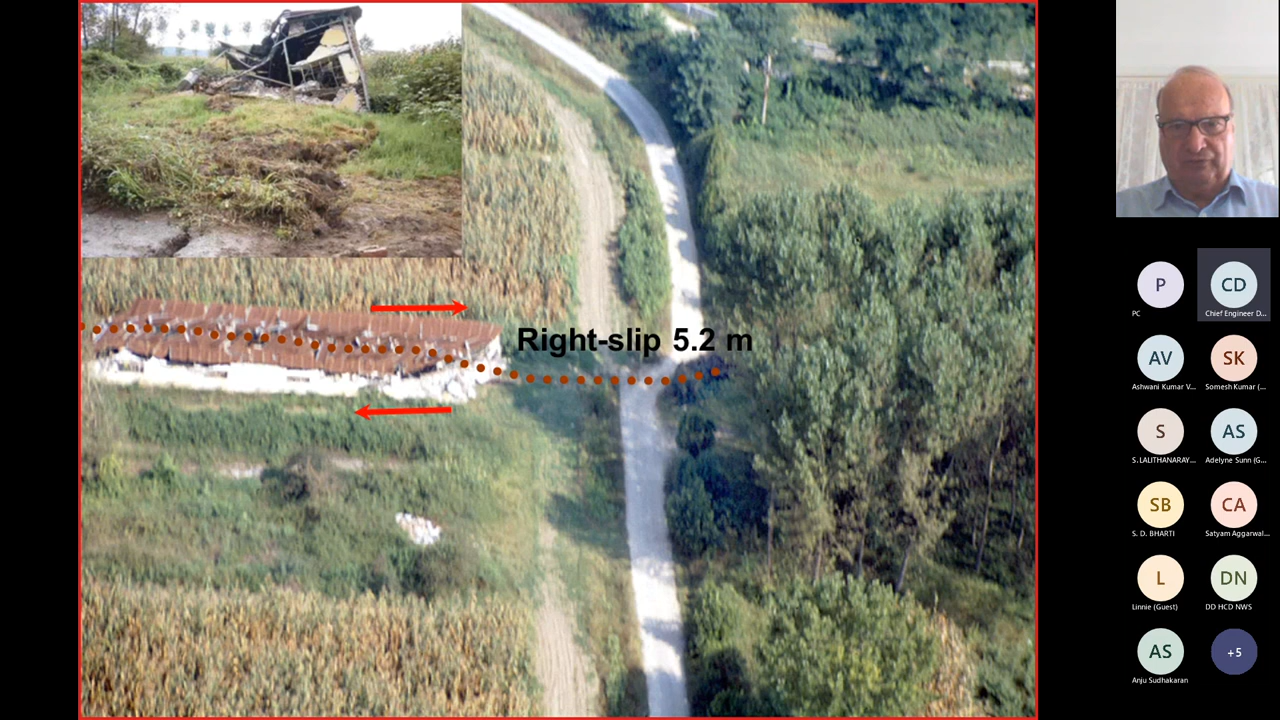 Right-slip 5.2 m
P
PC
CD
Chief Engineer D...
AV
Ashwani Kumar V...
SK
Somesh Kumar (...
S
S. LALITHANARAY...
AS
Adelyne Sunn (G...
SB
S. D. BHARTI
CA
Satyam Aggarwal...
L
Linnie (Guest)
DN
DD HCD NWS
AS
Anju Sudhakaran
+5